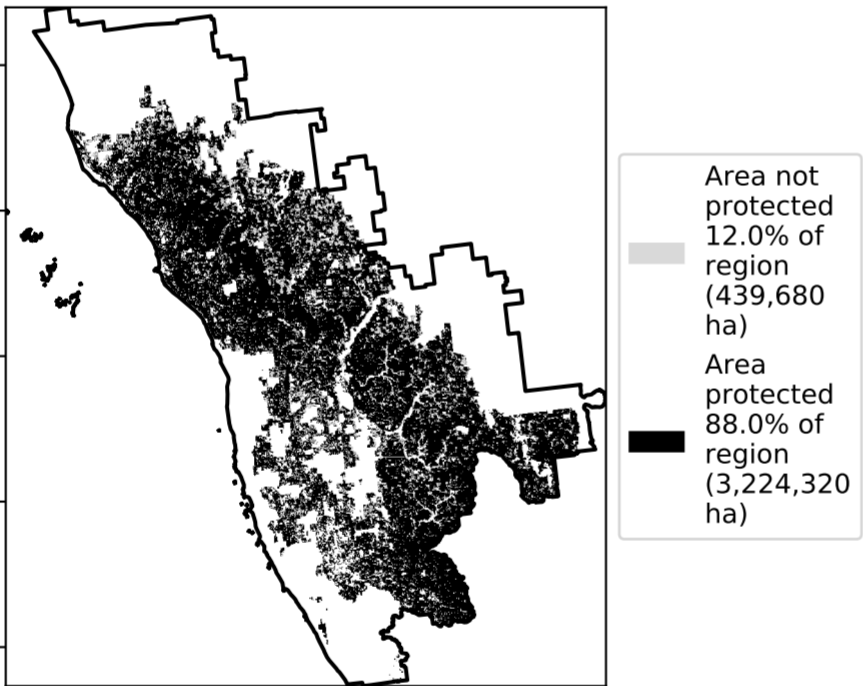 Area not
protected
12.0% of
region
(439,680
ha)
Area
protected
88.0% of
region
(3,224,320
ha)